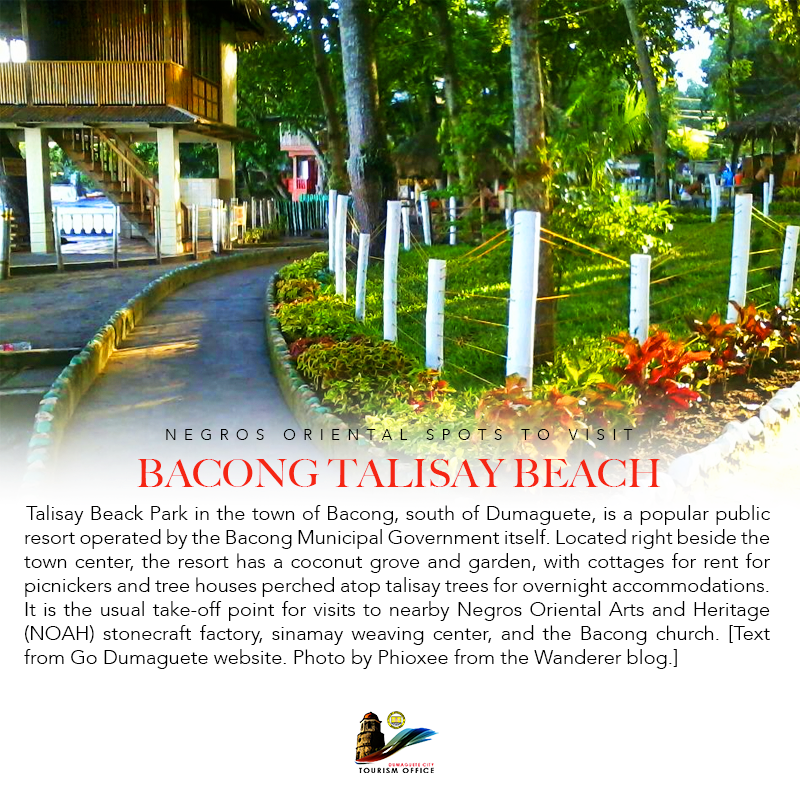 NEGROS ORIENTAL SPOTS TO VISIT
BACONG TALISAY BEACH
Talisay Beack Park in the town of Bacong, south of Dumaguete, is a popular public
resort operated by the Bacong Municipal Government itself. Located right beside the
town center, the resort has a coconut grove and garden, with cottages for rent for
picnickers and tree houses perched atop talisay trees for overnight accommodations.
It is the usual take-off point for visits to nearby Negros Oriental Arts and Heritage
(NOAH) stonecraft factory, sinamay weaving center, and the Bacong church. [Text
from Go Dumaguete website. Photo by Phioxee from the Wanderer blog.]
DUMAGUETE CITY
TOURISM OFFICE